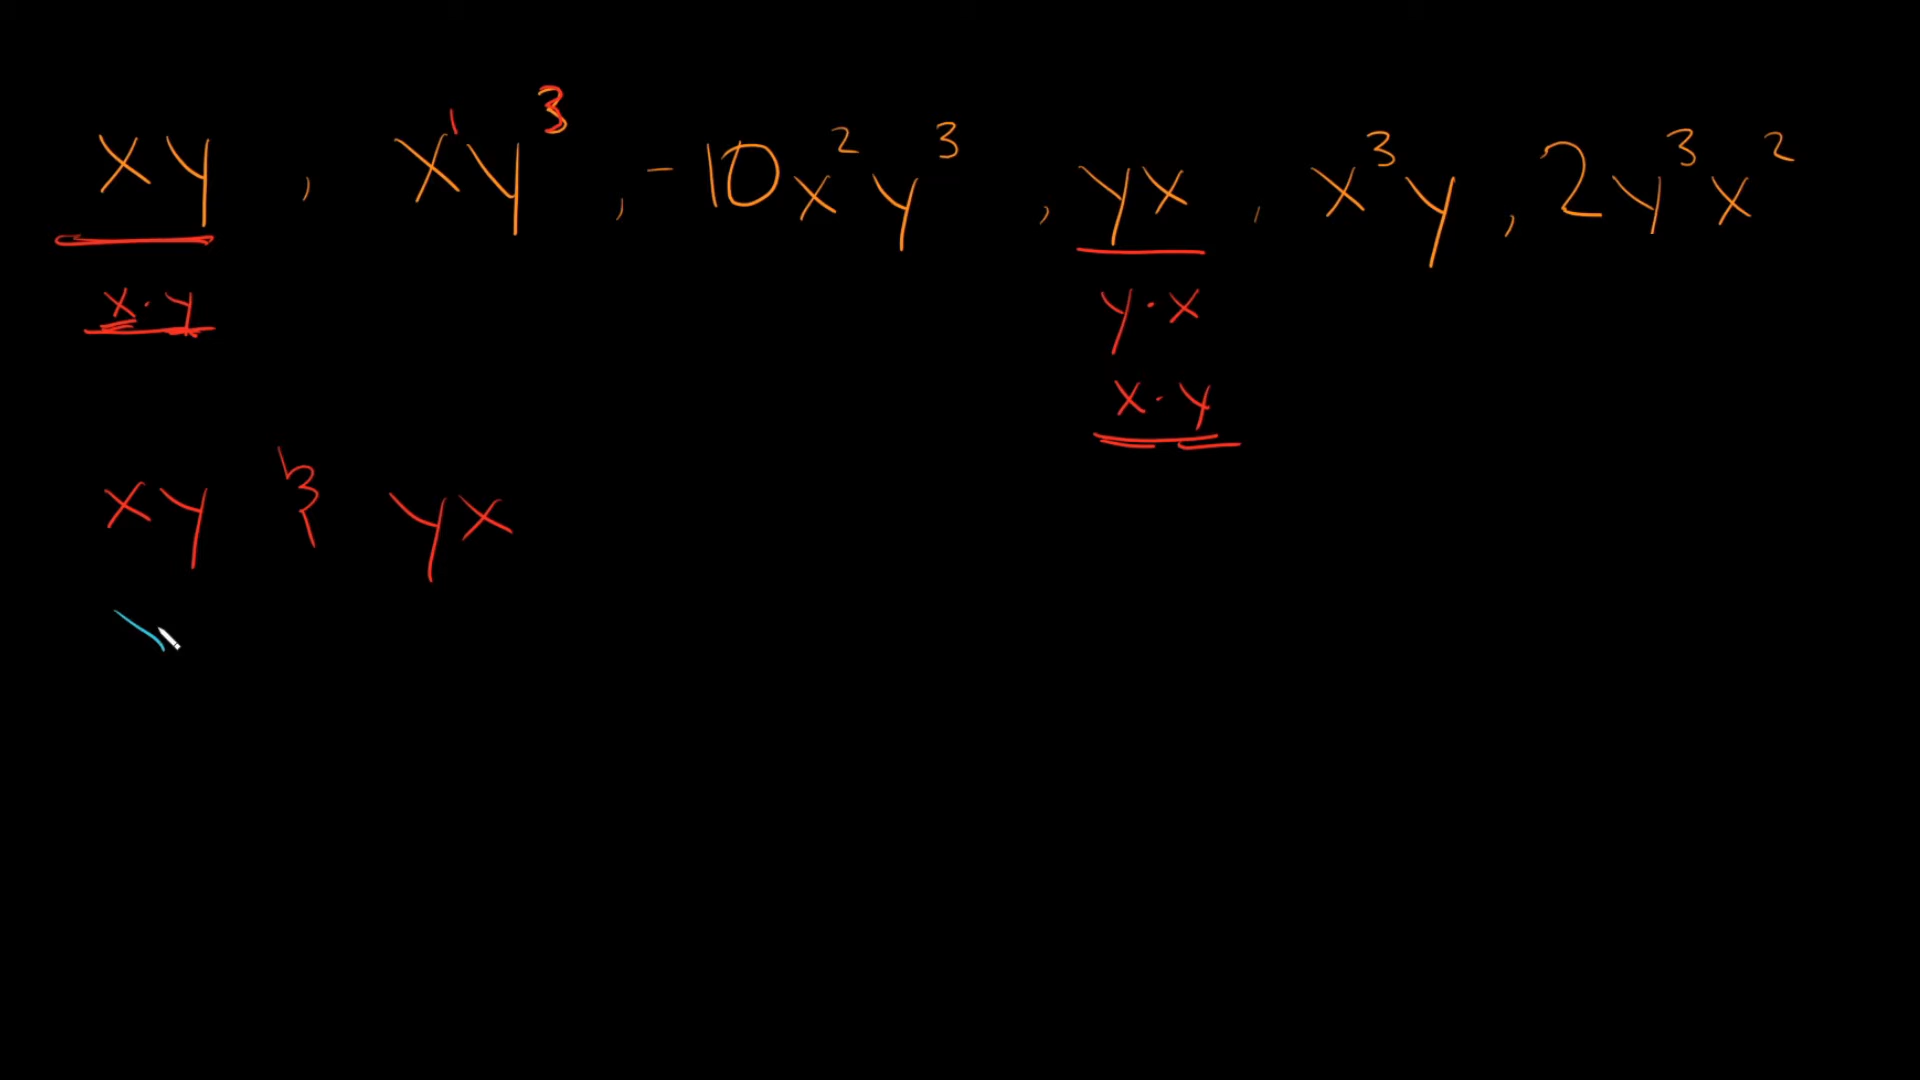 xy , x¹y³ , -10x²y³ , yx , x³y , 2y³x²
x·y y·x
x·y
xy & yx